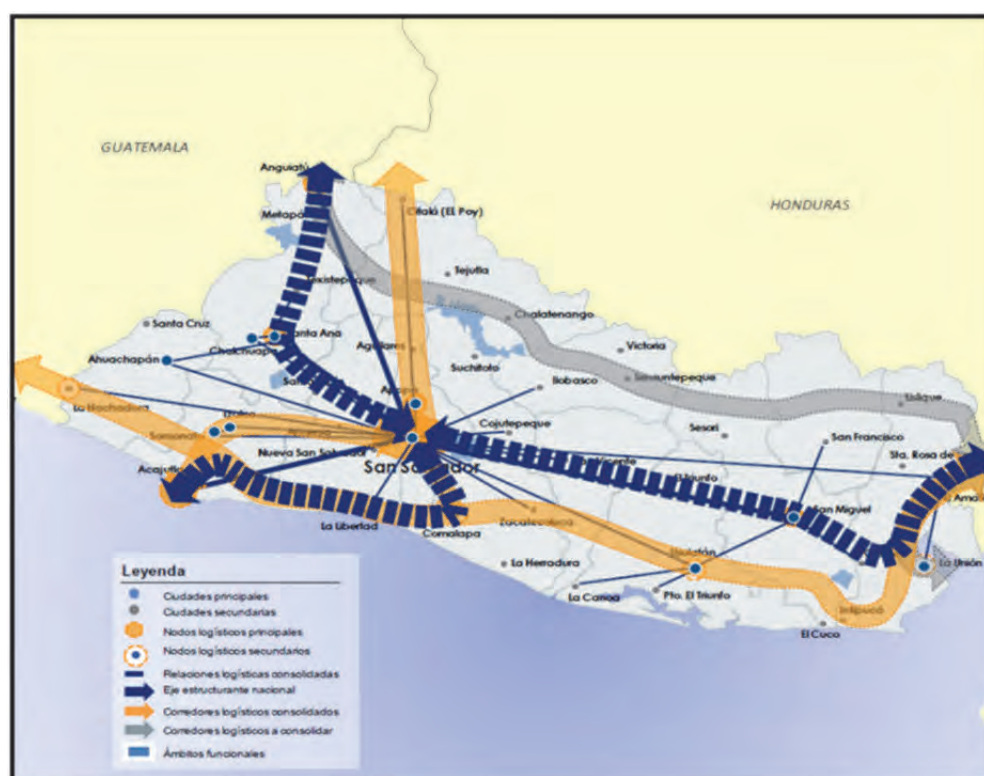 GUATEMALA
Anguiatú
HONDURAS
Citalá (EL Poy)
Tejutla
Santa Cruz
Santa Ana
Chalchuapa
Chalatenango
Ahuachapán
Victoria
Suchitoto
Ilobasco
Sensuntepeque
Lislique
La Hachadura
Cojutepeque
Sesori
San Francisco
Nueva San Salvador
San Salvador
Sta. Rosa de
Acajutla
El Triunfo
San Miguel
La Libertad
Zacatecoluca
Comalapa
La Herradura
Usulután
La Unión
La Canoa
Pto. El Triunfo
Intipucá
El Cuco
Leyenda
Ciudades principales
Ciudades secundarias
Nodos logísticos principales
Nodos logísticos secundarios
Relaciones logísticas consolidadas
Eje estructurante nacional
Corredores logísticos consolidados
Corredores logísticos a consolidar
Ámbitos funcionales